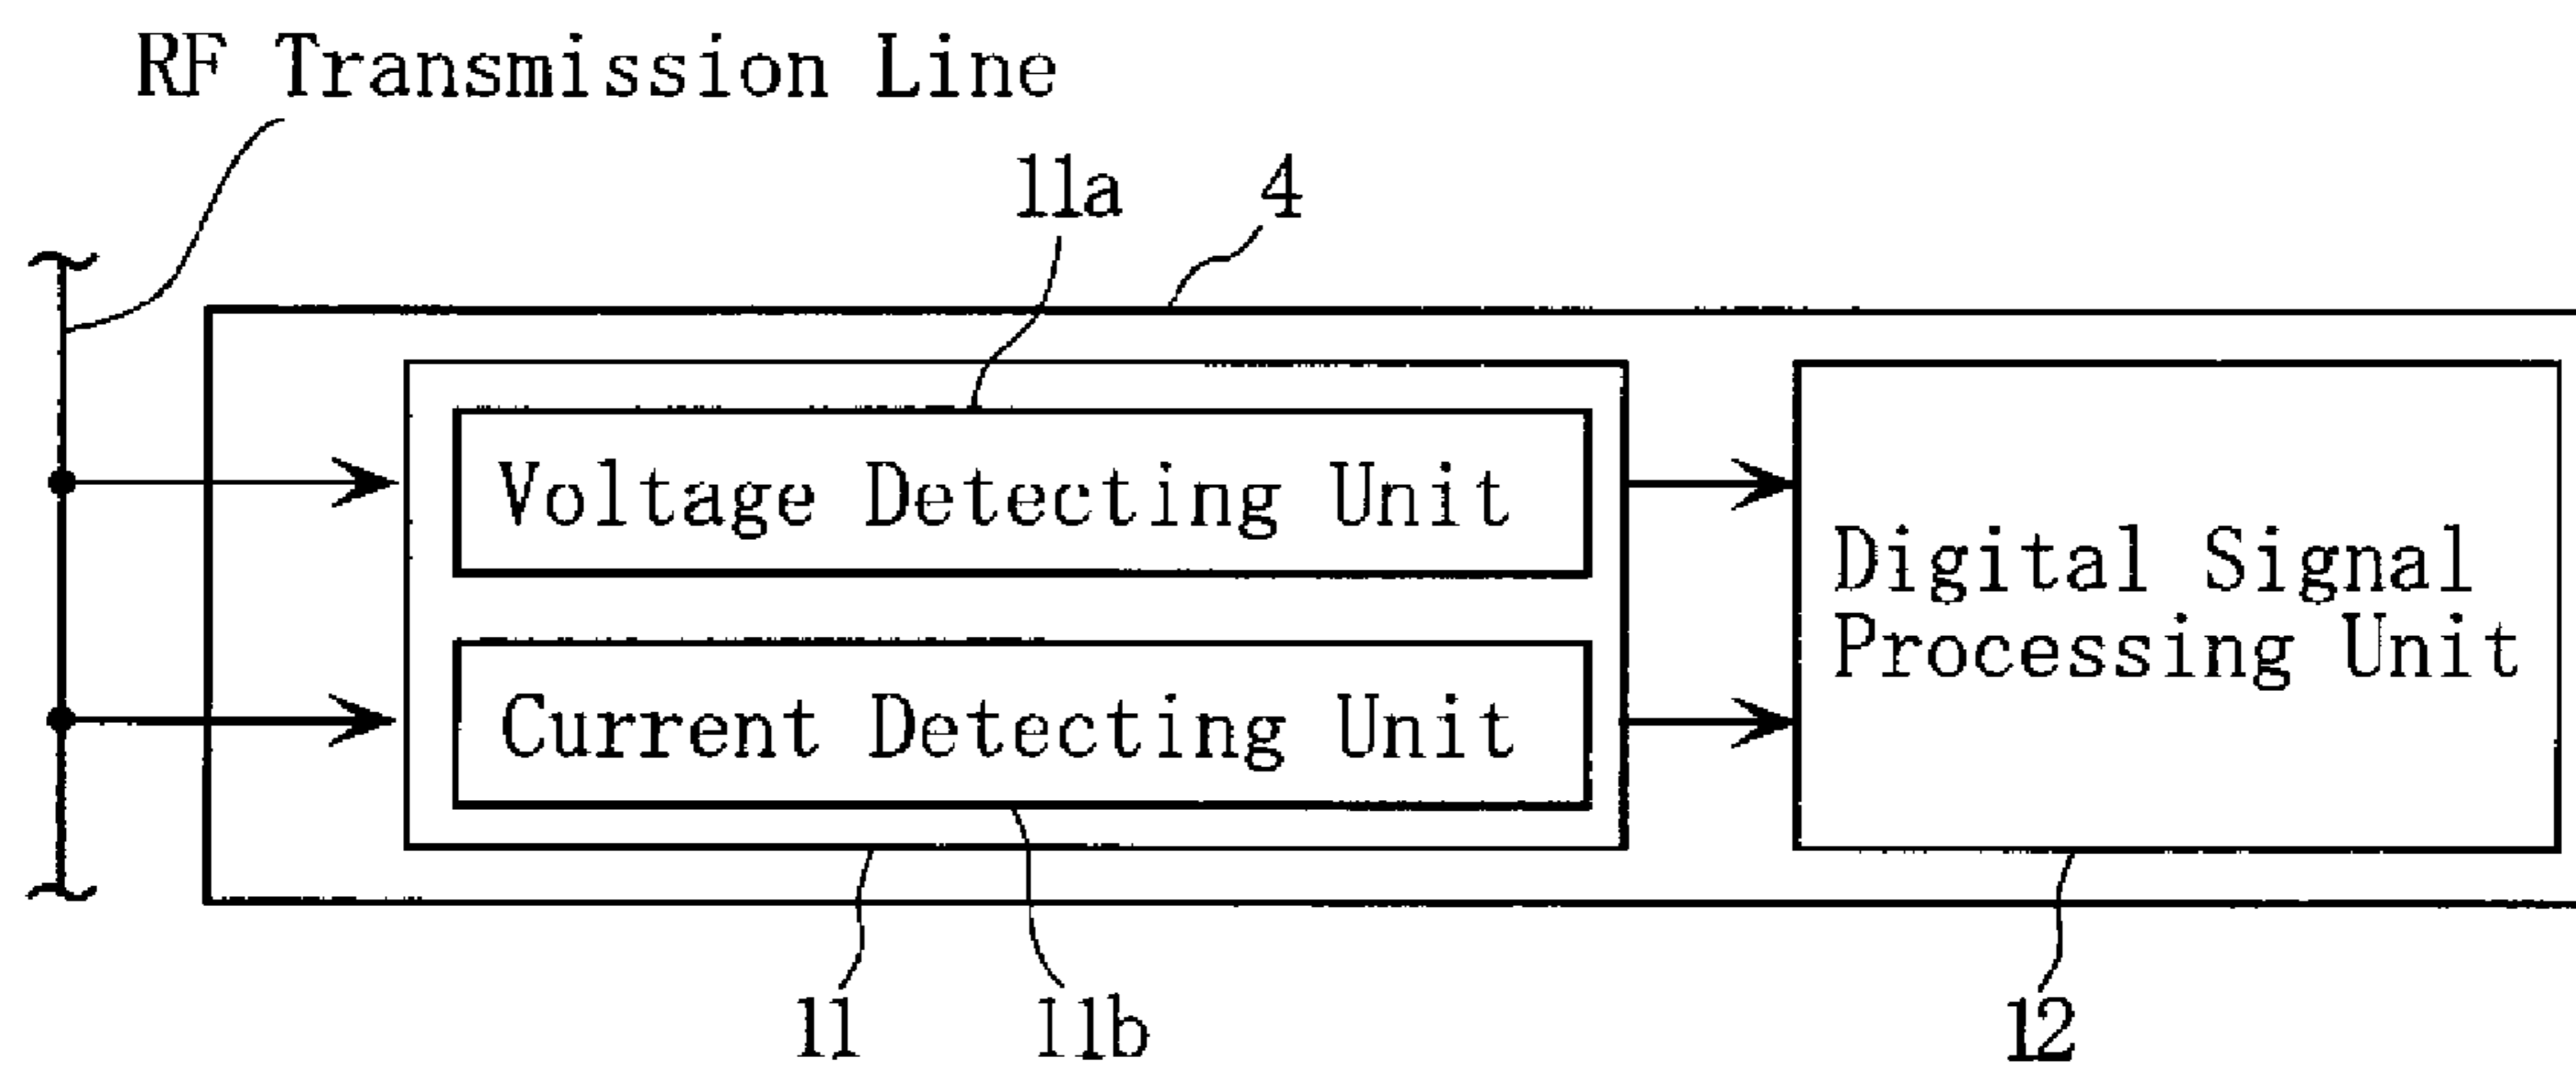 RF Transmission Line
11a
4
Voltage Detecting Unit
Digital Signal
Processing Unit
Current Detecting Unit
11
11b
12